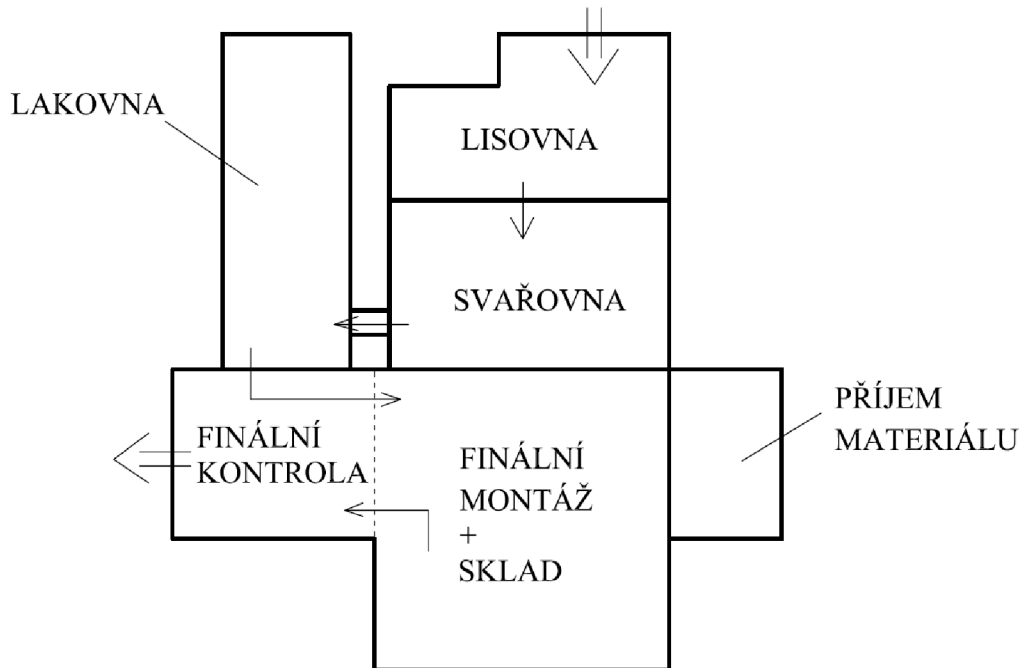 LAKOVNA
LISOVNA
SVAŘOVNA
PŘÍJEM
MATERIÁLU
FINÁLNÍ
KONTROLA
FINÁLNÍ
MONTÁŽ
+
SKLAD